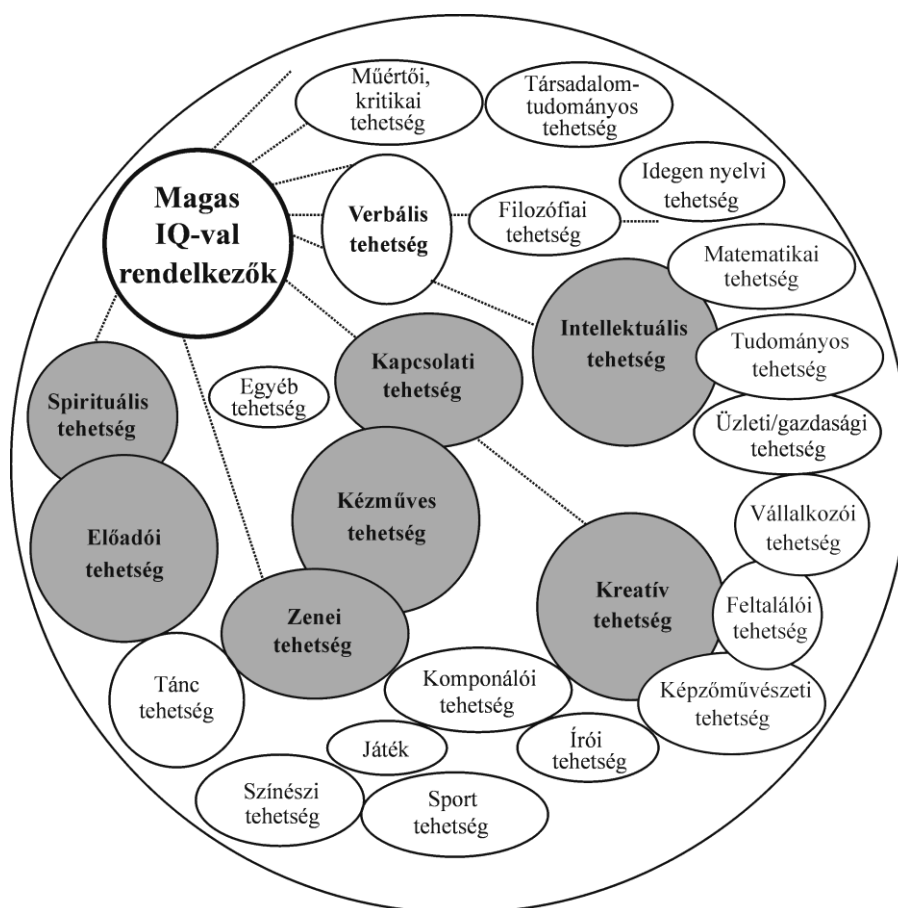 Műértői,
kritikai
tehetség
Társadalom-
tudományos
tehetség
Magas
IQ-val
rendelkezők
Verbális
tehetség
Filozófiai
tehetség
Idegen nyelvi
tehetség
Matematikai
tehetség
Intellektuális
tehetség
Tudományos
tehetség
Kapcsolati
tehetség
Egyéb
tehetség
Spirituális
tehetség
Üzleti/gazdasági
tehetség
Kézműves
tehetség
Vállalkozói
tehetség
Előadói
tehetség
Kreatív
tehetség
Feltalálói
tehetség
Zenei
tehetség
Tánc
tehetség
Komponálói
tehetség
Képzőművészeti
tehetség
Játék
Írói
tehetség
Színészi
tehetség
Sport
tehetség